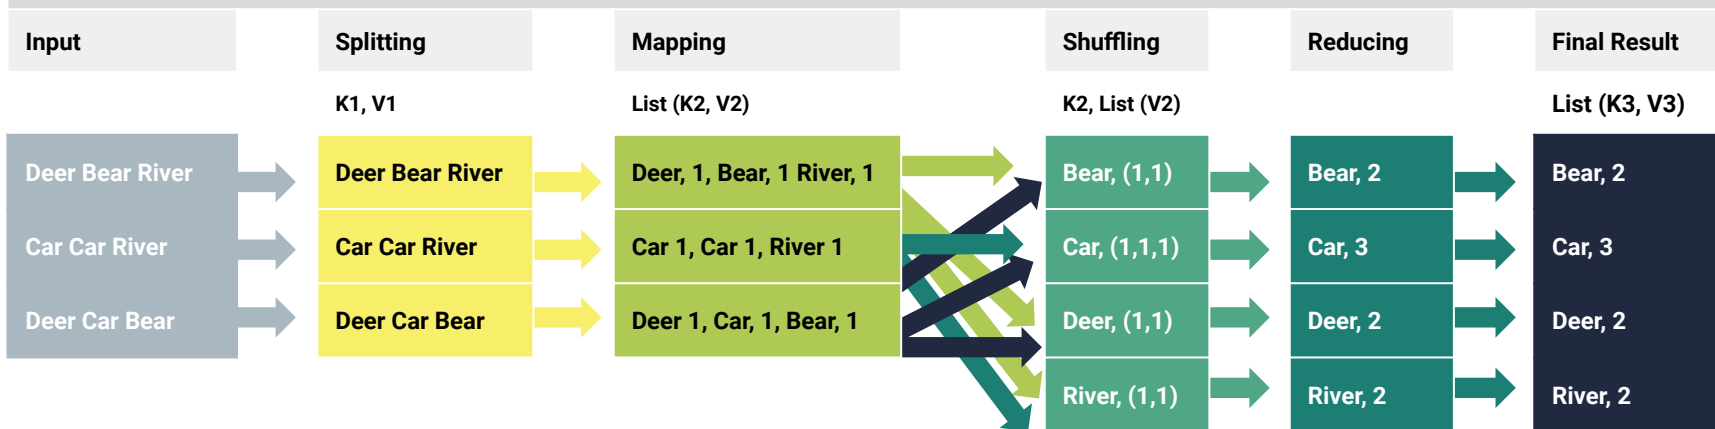 Input Splitting Mapping Shuffling Reducing Final Result
K1, V1 List (K2, V2) K2, List (V2) List (K3, V3)
Deer Bear River Deer Bear River Deer, 1, Bear, 1 River, 1 Bear, (1,1) Bear, 2 Bear, 2
Car Car River Car Car River Car 1, Car 1, River 1 Car, (1,1,1) Car, 3 Car, 3
Deer Car Bear Deer Car Bear Deer 1, Car, 1, Bear, 1 Deer, (1,1) Deer, 2 Deer, 2
River, (1,1) River, 2 River, 2